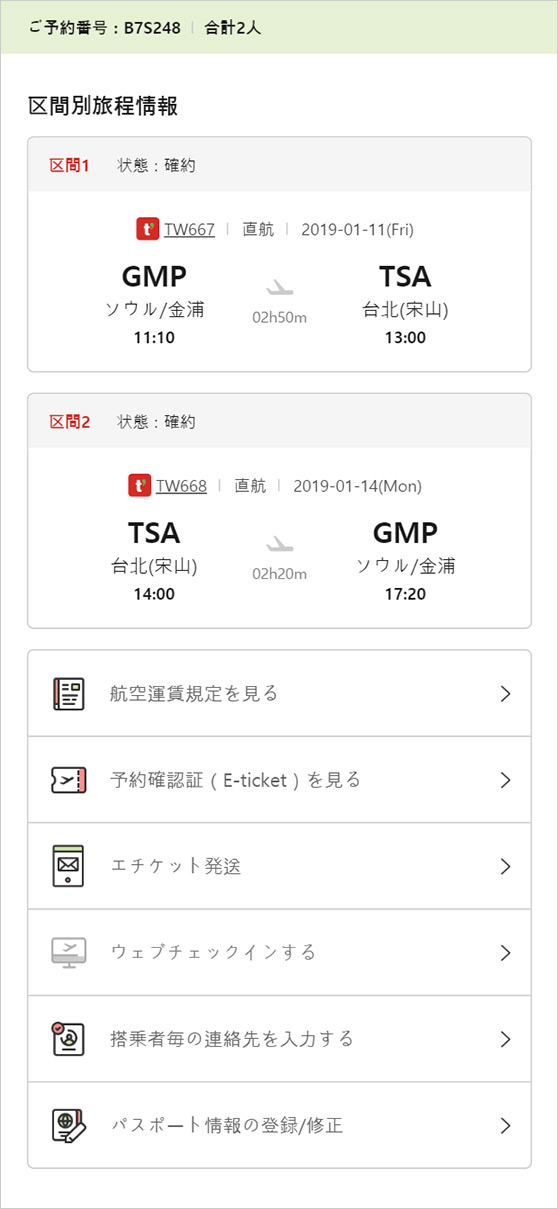 ご予約番号 : B7S248 | 合計2人
区間別旅程情報
区間1 状態 : 確約
t' TW667 | 直航 | 2019-01-11(Fri)
GMP TSA
ソウル/金浦 台北(宋山)
02h50m
11:10 13:00
区間2 状態 : 確約
t' TW668 | 直航 | 2019-01-14(Mon)
TSA GMP
台北(宋山) ソウル/金浦
02h20m
14:00 17:20
航空運賃規定を見る
予約確認証 ( E-ticket ) を見る
エチケット発送
ウェブチェックインする
搭乗者毎の連絡先を入力する
パスポート情報の登録/修正